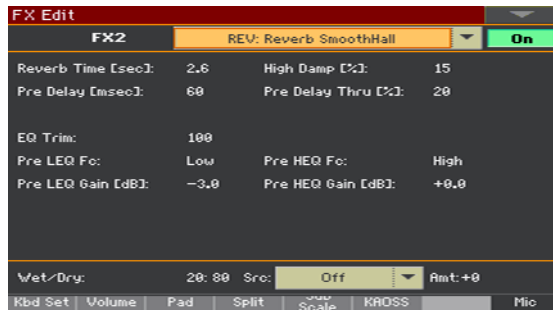 FX Edit
FX2 REV: Reverb SmoothHall On
Reverb Time [sec]: 2.6 High Damp [%]: 15
Pre Delay [msec]: 60 Pre Delay Thru [%]: 20
EQ Trim: 100
Pre LEQ Fc: Low Pre HEQ Fc: High
Pre LEQ Gain [dB]: -3.0 Pre HEQ Gain [dB]: +0.0
Wet/Dry: 20:80 Src: Off Amt:+0
Kbd Set Volume Pad Split Sub Scale KAOSS Mic